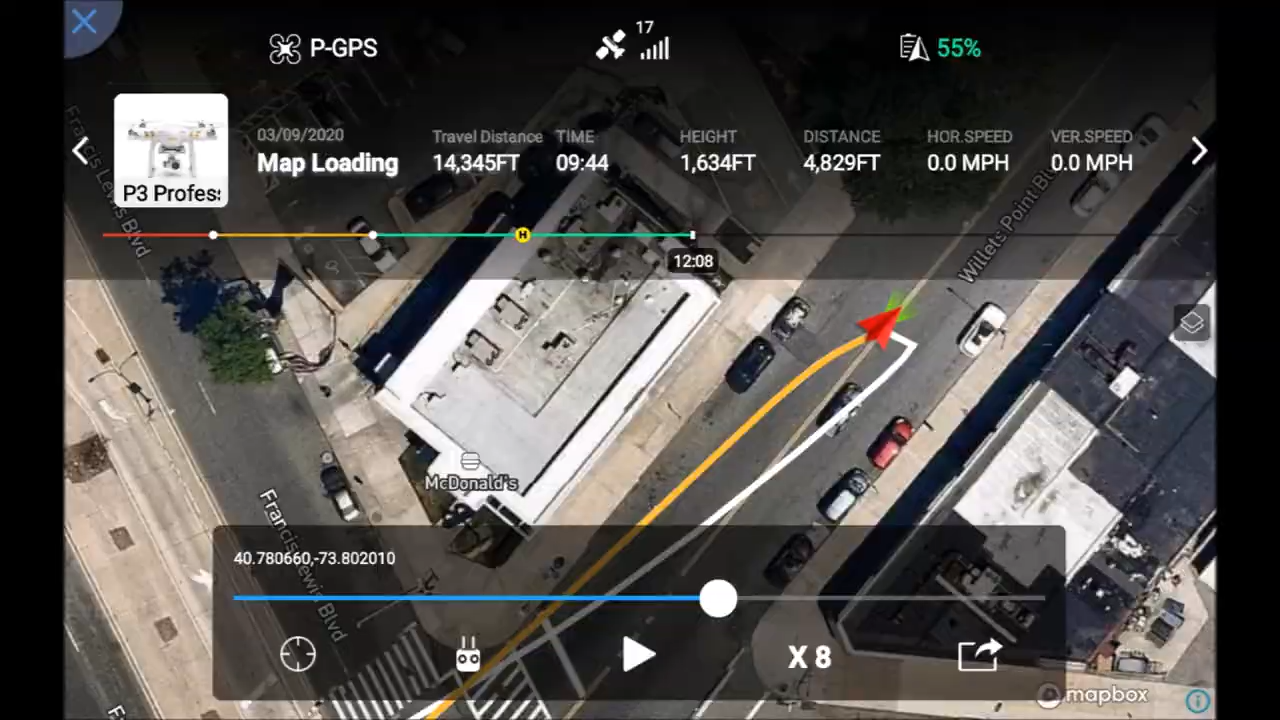 P-GPS
17
55%
03/09/2020
Map Loading
Travel Distance
14,345FT
TIME
09:44
HEIGHT
1,634FT
DISTANCE
4,829FT
HOR.SPEED
0.0 MPH
VER.SPEED
0.0 MPH
P3 Profes
H
12:08
Francis Lewis Blvd
Willets Point Blv
McDonald's
Francis Lewis Blvd
40.780660,-73.802010
X 8
F
mapbox